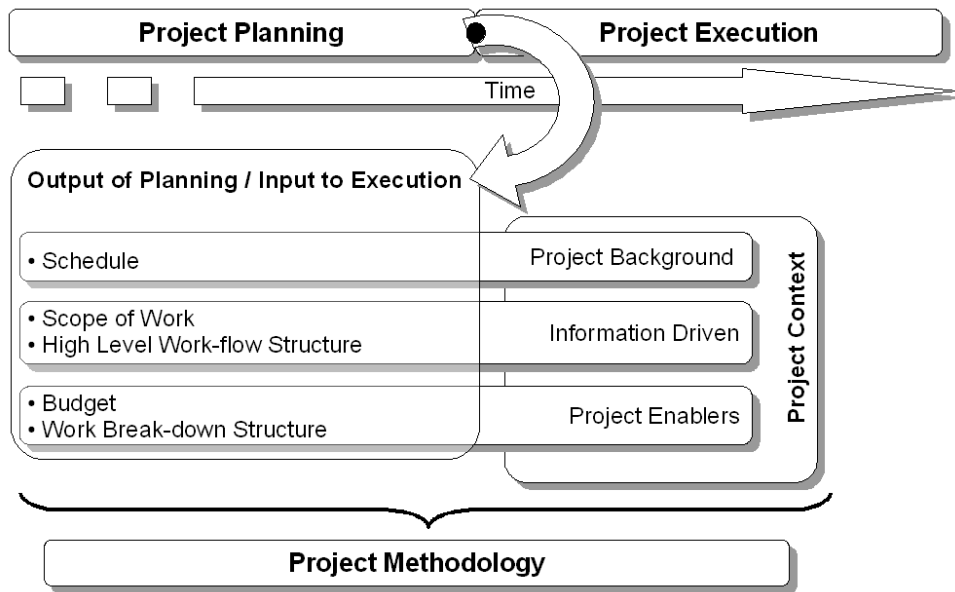 Project Planning
Project Execution
Time
Output of Planning / Input to Execution
• Schedule
Project Background
• Scope of Work
• High Level Work-flow Structure
Information Driven
• Budget
• Work Break-down Structure
Project Enablers
Project Context
Project Methodology